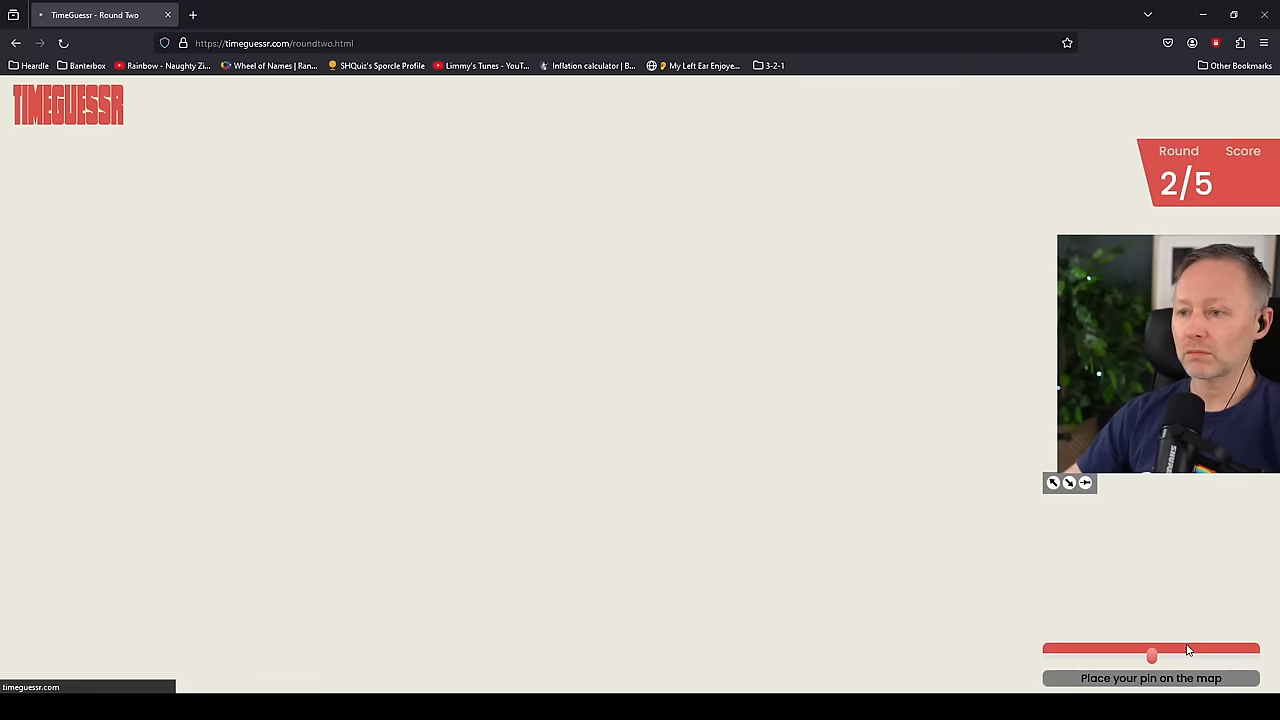 TimeGuessr - Round Two
https://timeguessr.com/roundtwo.html
Heardle
Banterbox
Rainbow - Naughty Zi...
Wheel of Names | Ran...
SHQuiz's Sporcle Profile
Limmy's Tunes - YouT...
Inflation calculator | B...
My Left Ear Enjoye...
3-2-1
Other Bookmarks
TIMEGUESSR
Round Score
2/5
SHURE
Place your pin on the map
timeguessr.com